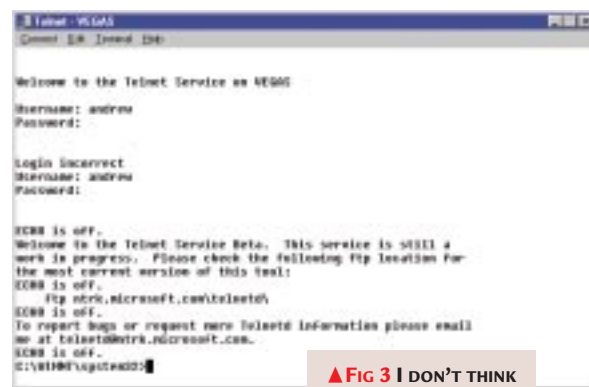 Telnet - VEGAS
Connect Edit Terminal Help
Welcome to the Telnet Service on VEGAS
Username: andrew
Password:
Login incorrect
Username: andrew
Password:
ECHO is off.
Welcome to the Telnet Service Beta. This service is still a
work in progress. Please check the following ftp location for
the most current version of this tool:
ECHO is off.
ftp ntrk.microsoft.com\telnetd\
ECHO is off.
To report bugs or request more Telnetd information please email
me at telnetd@ntrk.microsoft.com.
ECHO is off.
C:\WINNT\system32>
▲FIG 3 I DON'T THINK